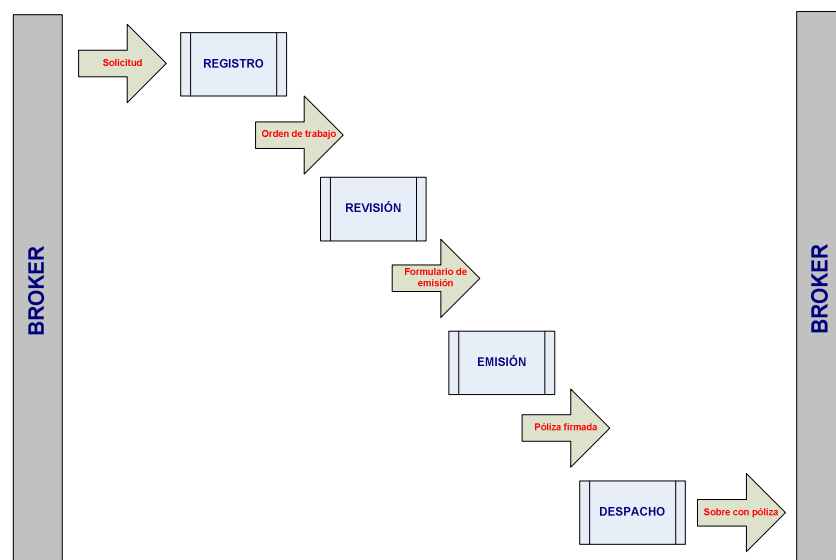 BROKER
Solicitud
REGISTRO
Orden de trabajo
REVISIÓN
Formulario de
emisión
EMISIÓN
Póliza firmada
DESPACHO
Sobre con póliza
BROKER